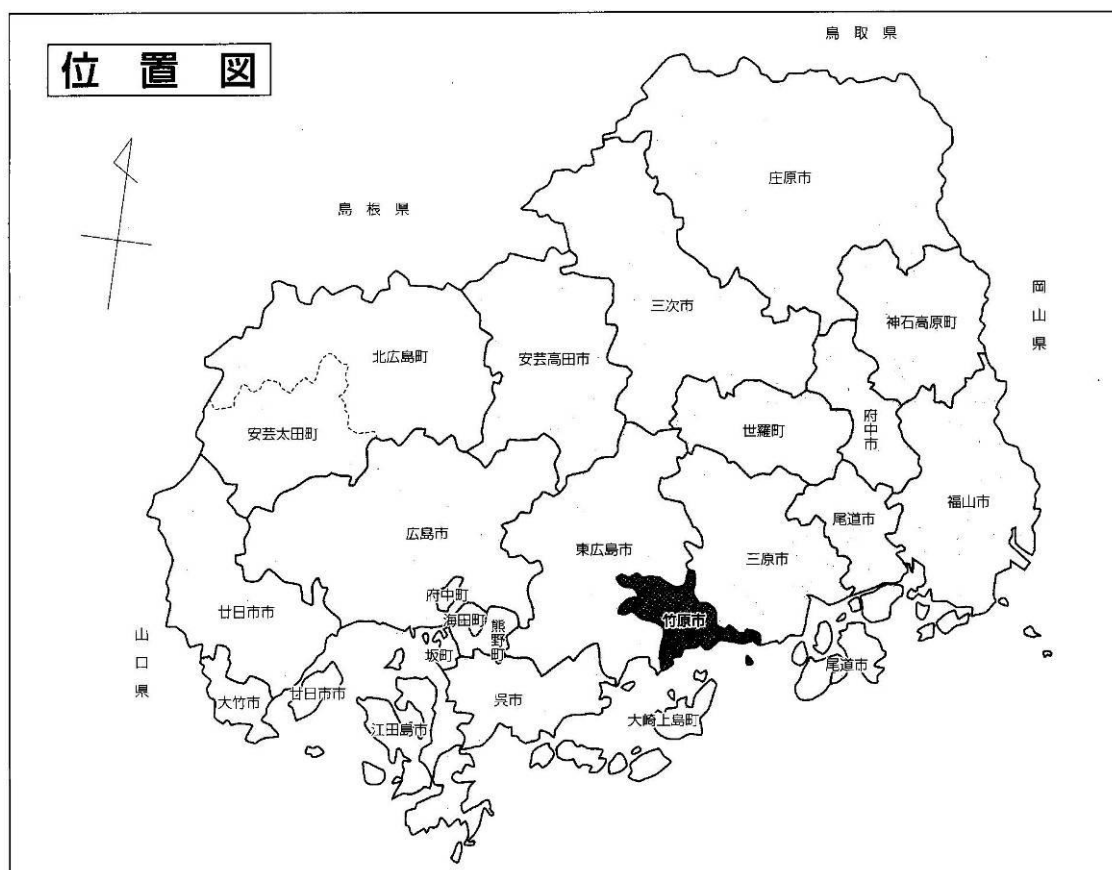 位置図
鳥取県
島根県
庄原市
岡山県
三次市
神石高原町
北広島町
安芸高田市
安芸太田町
世羅町
府中市
福山市
広島市
東広島市
尾道市
三原市
府中町
海田町
熊野町
坂町
竹原市
廿日市市
山口県
大竹市
廿日市市
江田島市
呉市
大崎上島町
尾道市